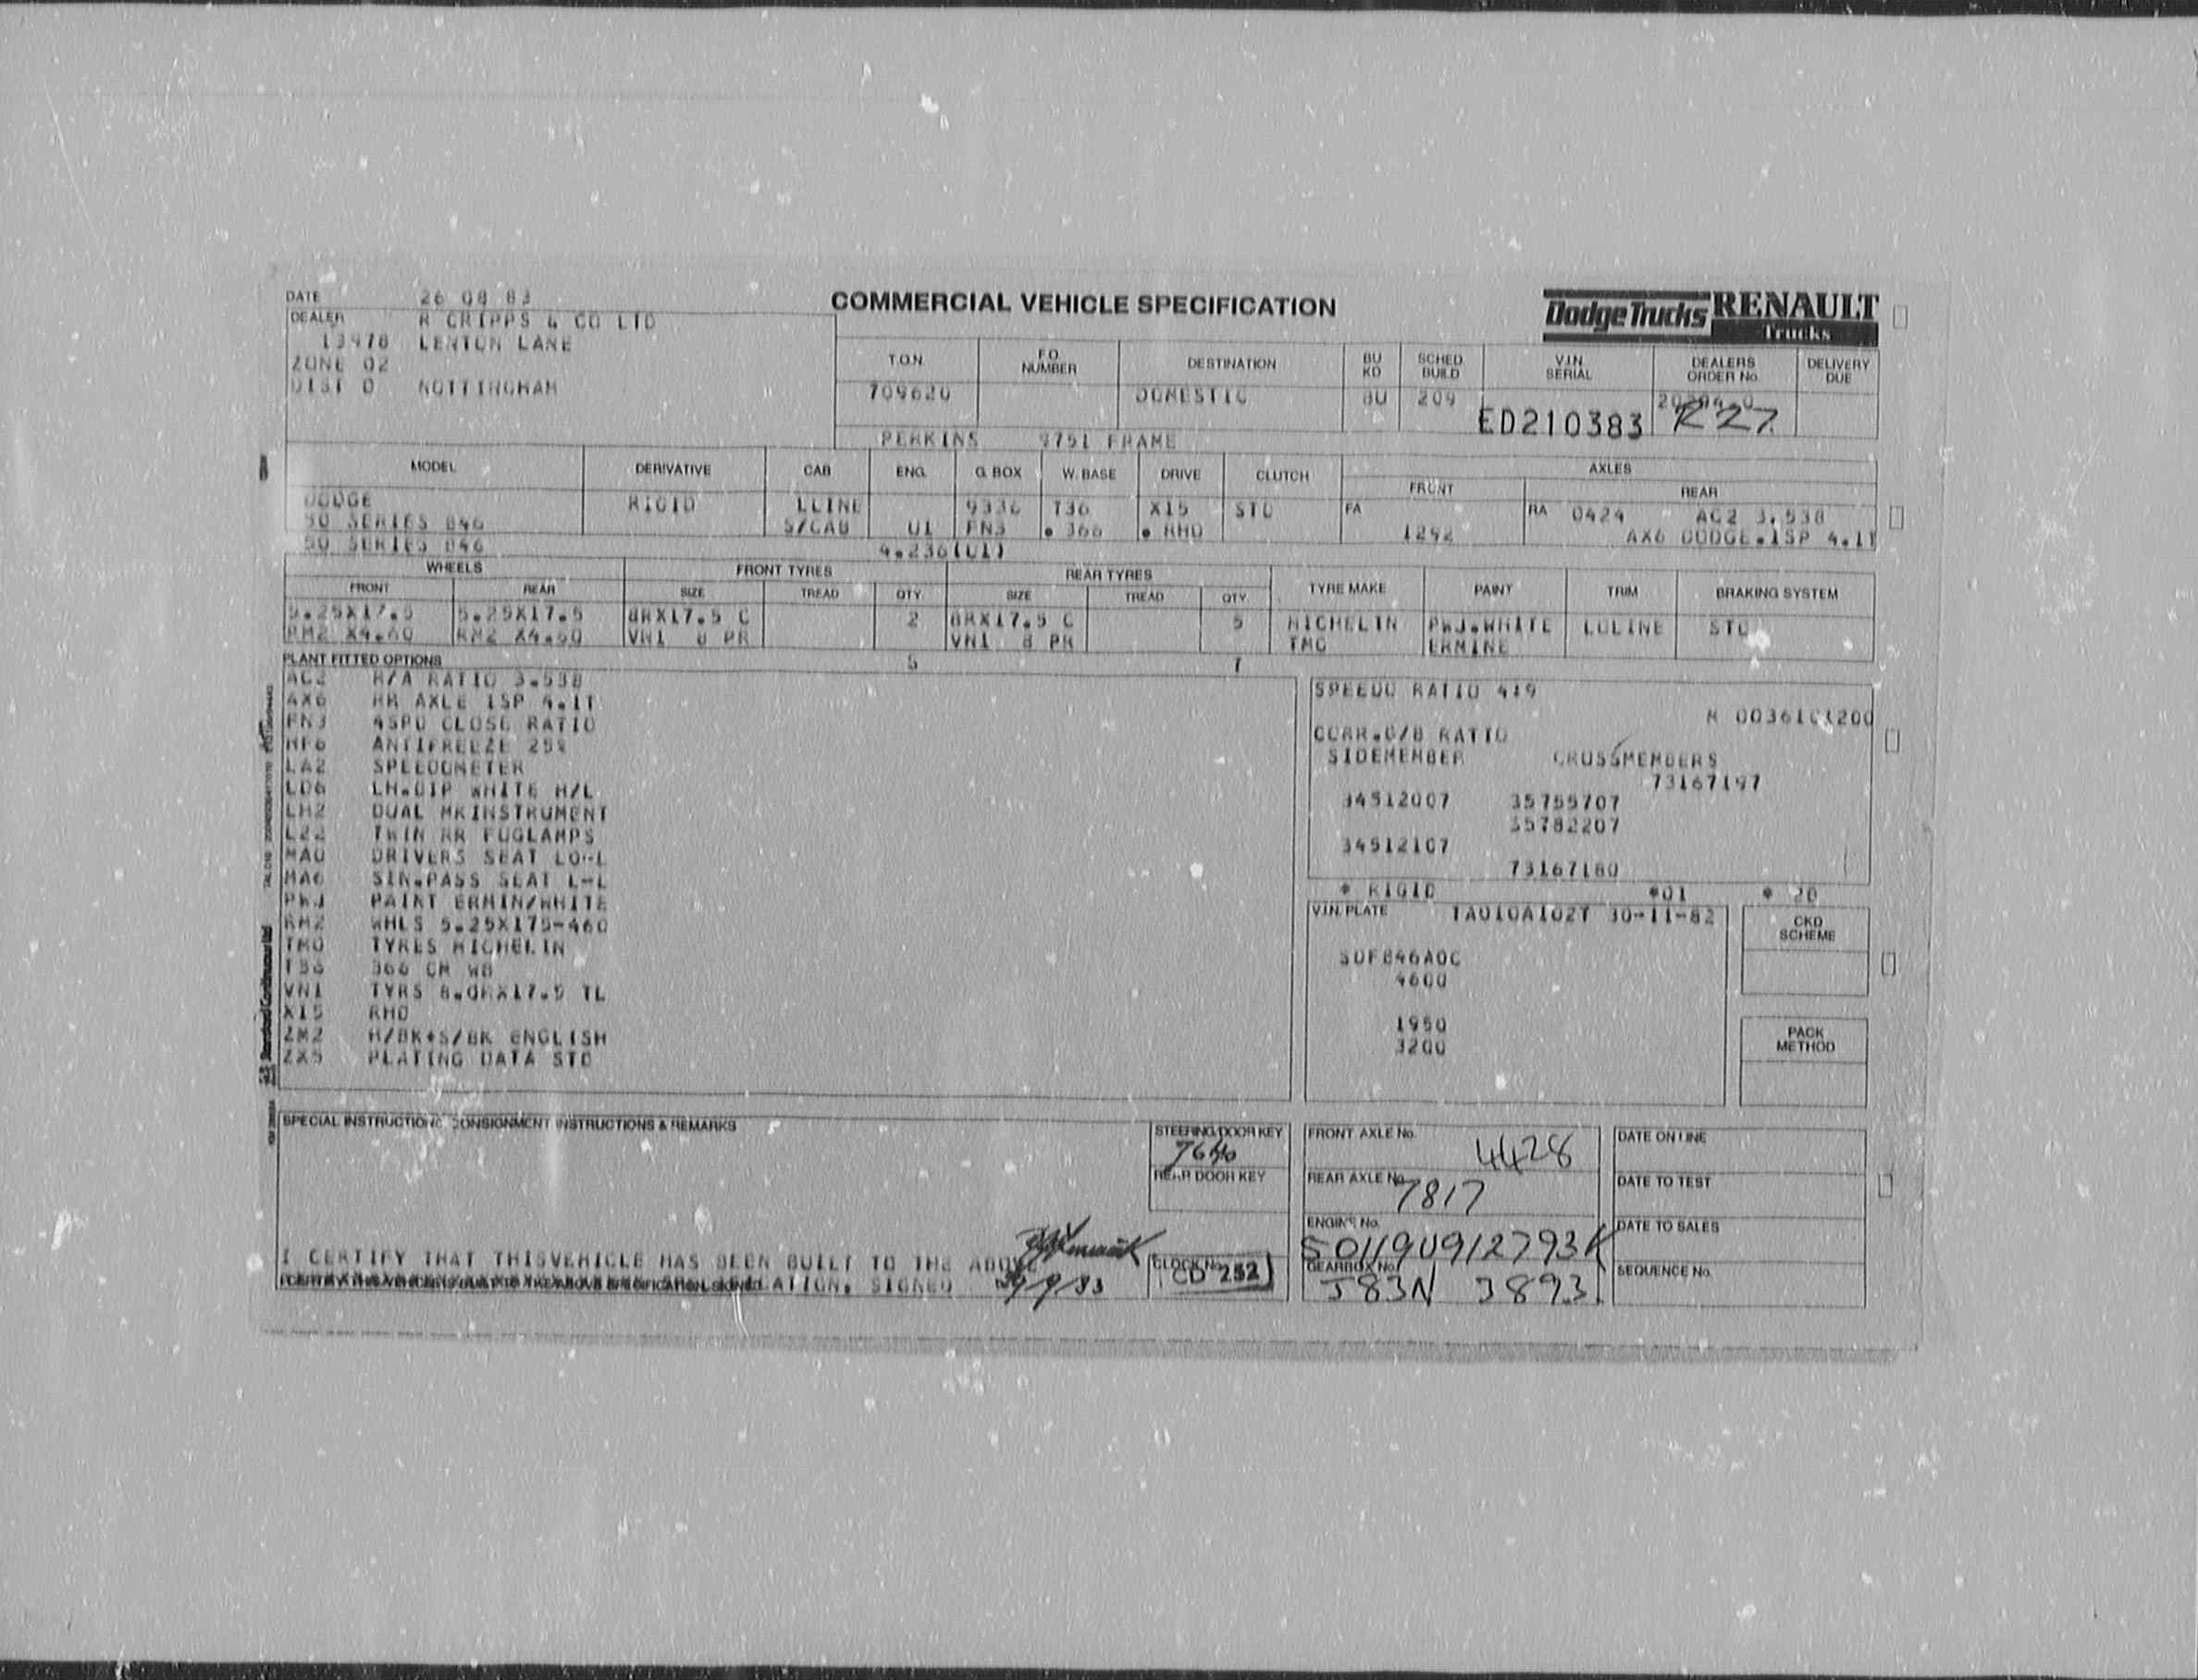 DATE 26 08 83
COMMERCIAL VEHICLE SPECIFICATION
Dodge Trucks RENAULT Trucks
DEALER R CRIPPS & CO LTD
13478 LENTON LANE
ZONE 02
DIST D NOTTINGHAM
T.O.N. F.O. NUMBER DESTINATION BU KD SCHED BUILD V.I.N. SERIAL DEALERS ORDER No. DELIVERY DUE
709620 DOMESTIC BU 209 ED210383 R27
PERKINS 9751 FRAME
MODEL DERIVATIVE CAB ENG. G. BOX W. BASE DRIVE CLUTCH AXLES
FRONT REAR
DODGE RIGID LLINE 9336 T36 X15 STD FA RA 0424 AG2 3.538
50 SERIES B46 S/CAB 01 FN3 . 366 . RHD 1292 AX6 DODGE.1SP 4.1T
50 SERIES B46 4.236(01)
WHEELS FRONT TYRES REAR TYRES TYRE MAKE PAINT TRIM BRAKING SYSTEM
FRONT REAR SIZE TREAD QTY. SIZE TREAD QTY.
5.25X17.5 5.25X17.5 8RX17.5 C 2 8RX17.5 C 5 MICHELIN PWJ.WHITE LOLINE STD
RM2 X4.60 RM2 X4.60 VN1 8 PR VN1 8 PR TMO ERMINE
PLANT FITTED OPTIONS 5 7
AG2 R/A RATIO 3.538
AX6 RR AXLE 1SP 4.1T
FN3 4SPD CLOSE RATIO
HF6 ANTIFREEZE 25%
LA2 SPEEDOMETER
LD6 LH.DIP WHITE H/L
LH2 DUAL MKINSTRUMENT
LZ2 TWIN RR FOGLAMPS
MA0 DRIVERS SEAT LO-L
MA6 SIN.PASS SEAT L-L
PWJ PAINT ERMIN/WHITE
RM2 WHLS 5.25X175-460
TMO TYRES MICHELIN
T36 366 CM WB
VN1 TYRS 8.0RX17.5 TL
X15 RHD
ZM2 H/BK+S/BK ENGLISH
ZX5 PLATING DATA STD
SPEEDO RATIO 419
M 0036101200
CORR.G/B RATIO
SIDEMEMBER CROSSMEMBERS
73167197
34512007 35755707
35782207
34512107
73167180
* RIGID *01 * 20
V.I.N. PLATE TA010A102T 30-11-82
SDFB46A0C
4600
1950
3200
CKD SCHEME
PACK METHOD
SPECIAL INSTRUCTIONS CONSIGNMENT INSTRUCTIONS & REMARKS
STEERING/DOOR KEY
REAR DOOR KEY
FRONT AXLE No. 4428
REAR AXLE No. 7817
ENGINE No.
GEARBOX No. J83N J893
DATE ON LINE
DATE TO TEST
DATE TO SALES
SEQUENCE No.
I CERTIFY THAT THISVEHICLE HAS BEEN BUILT TO THE ABOVE
SIGNED
CLOCK No. CD 252